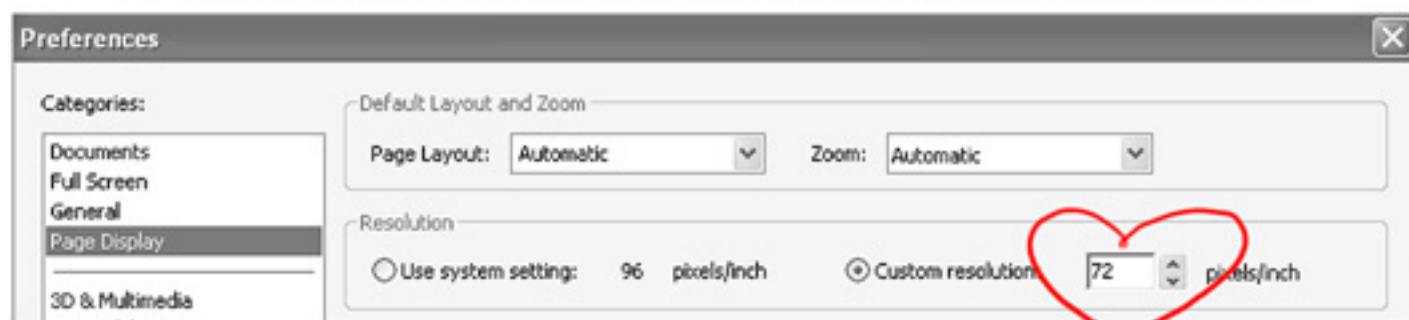 Preferences
Categories:
Documents
Full Screen
General
Page Display
3D & Multimedia
Default Layout and Zoom
Page Layout: Automatic Zoom: Automatic
Resolution
Use system setting: 96 pixels/inch Custom resolution 72 pixels/inch